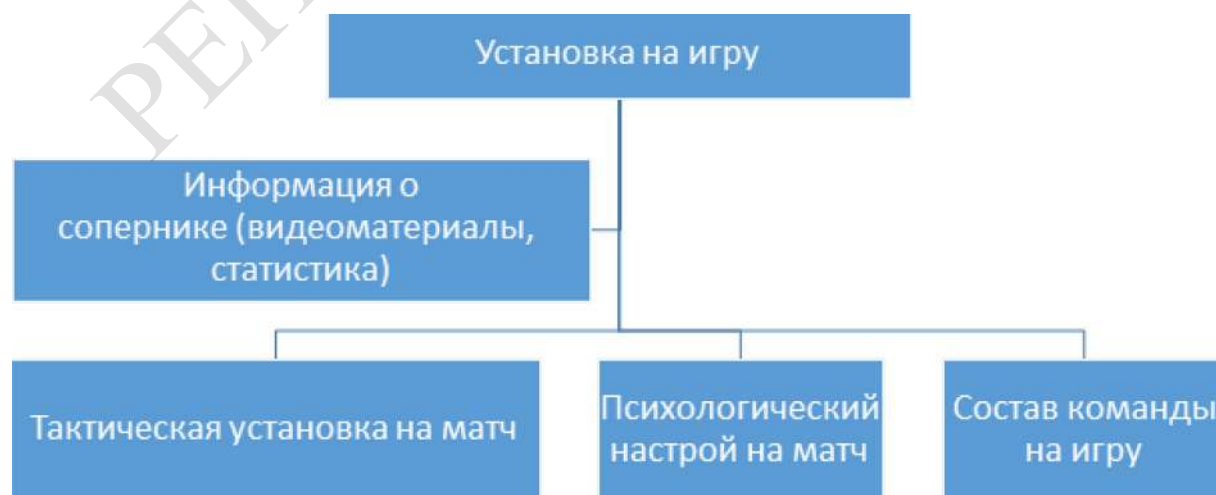 Установка на игру
Информация о
сопернике (видеоматериалы,
статистика)
Тактическая установка на матч
Психологический
настрой на матч
Состав команды
на игру